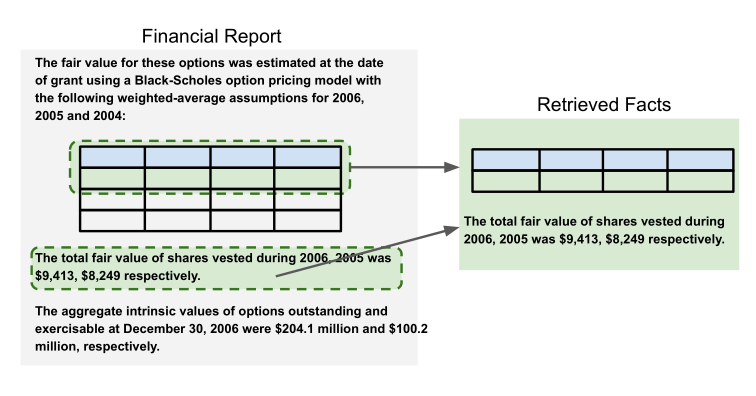 Financial Report
The fair value for these options was estimated at the date
of grant using a Black-Scholes option pricing model with
the following weighted-average assumptions for 2006,
2005 and 2004:
The total fair value of shares vested during 2006, 2005 was
$9,413, $8,249 respectively.
The aggregate intrinsic values of options outstanding and
exercisable at December 30, 2006 were $204.1 million and $100.2
million, respectively.
Retrieved Facts
The total fair value of shares vested during
2006, 2005 was $9,413, $8,249 respectively.